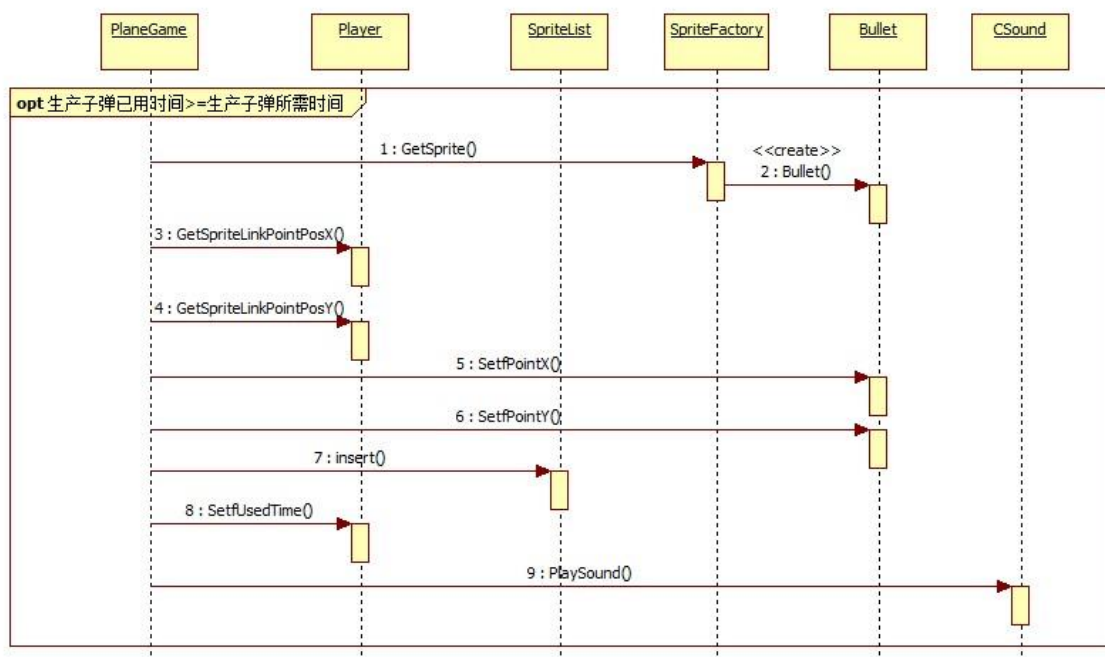 PlaneGame
Player
SpriteList
SpriteFactory
Bullet
CSound
opt 生产子弹已用时间>=生产子弹所需时间
1 : GetSprite()
<<create>>
2 : Bullet()
3 : GetSpriteLinkPointPosX()
4 : GetSpriteLinkPointPosY()
5 : SetfPointX()
6 : SetfPointY()
7 : insert()
8 : SetfUsedTime()
9 : PlaySound()